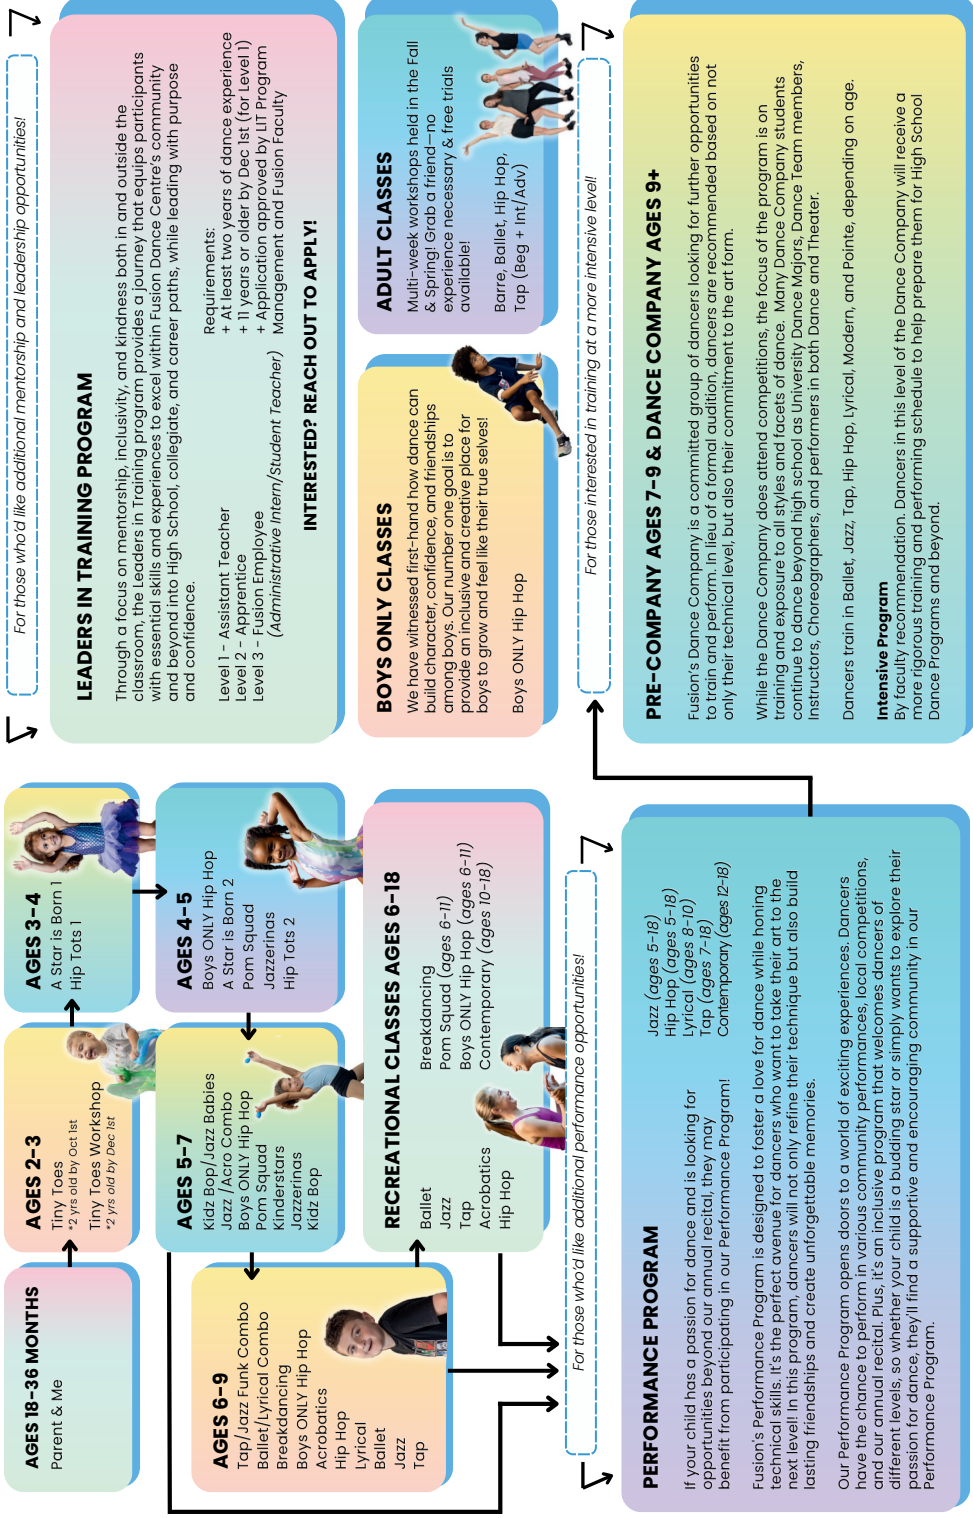 AGES 18-36 MONTHS
Parent & Me
AGES 2-3
Tiny Toes
*2 yrs old by Oct 1st
Tiny Toes Workshop
*2 yrs old by Dec 1st
AGES 3-4
A Star is Born 1
Hip Tots 1
AGES 4-5
Boys ONLY Hip Hop
A Star is Born 2
Pom Squad
Jazzerinas
Hip Tots 2
AGES 5-7
Kidz Bop/Jazz Babies
Jazz /Acro Combo
Boys ONLY Hip Hop
Pom Squad
Kinderstars
Jazzerinas
Kidz Bop
AGES 6-9
Tap/Jazz Funk Combo
Ballet/Lyrical Combo
Breakdancing
Boys ONLY Hip Hop
Acrobatics
Hip Hop
Lyrical
Ballet
Jazz
Tap
RECREATIONAL CLASSES AGES 6-18
Ballet
Jazz
Tap
Acrobatics
Hip Hop
Breakdancing
Pom Squad (ages 6-11)
Boys ONLY Hip Hop (ages 6-11)
Contemporary (ages 10-18)
For those who'd like additional performance opportunities!
PERFORMANCE PROGRAM
If your child has a passion for dance and is looking for
opportunities beyond our annual recital, they may
benefit from participating in our Performance Program!
Jazz (ages 5-18)
Hip Hop (ages 5-18)
Lyrical (ages 8-10)
Tap (ages 7-18)
Contemporary (ages 12-18)
Fusion's Performance Program is designed to foster a love for dance while honing
technical skills. It's the perfect avenue for dancers who want to take their art to the
next level! In this program, dancers will not only refine their technique but also build
lasting friendships and create unforgettable memories.
Our Performance Program opens doors to a world of exciting experiences. Dancers
have the chance to perform in various community performances, local competitions,
and our annual recital. Plus, it's an inclusive program that welcomes dancers of
different levels, so whether your child is a budding star or simply wants to explore their
passion for dance, they'll find a supportive and encouraging community in our
Performance Program.
For those who'd like additional mentorship and leadership opportunities!
LEADERS IN TRAINING PROGRAM
Through a focus on mentorship, inclusivity, and kindness both in and outside the
classroom, the Leaders in Training program provides a journey that equips participants
with essential skills and experiences to excel within Fusion Dance Centre's community
and beyond into High School, collegiate, and career paths, while leading with purpose
and confidence.
Level 1 - Assistant Teacher
Level 2 - Apprentice
Level 3 - Fusion Employee
(Administrative Intern/Student Teacher)
Requirements:
+ At least two years of dance experience
+ 11 years or older by Dec 1st (for Level 1)
+ Application approved by LIT Program
Management and Fusion Faculty
INTERESTED? REACH OUT TO APPLY!
BOYS ONLY CLASSES
We have witnessed first-hand how dance can
build character, confidence, and friendships
among boys. Our number one goal is to
provide an inclusive and creative place for
boys to grow and feel like their true selves!
Boys ONLY Hip Hop
ADULT CLASSES
Multi-week workshops held in the Fall
& Spring! Grab a friend—no
experience necessary & free trials
available!
Barre, Ballet, Hip Hop,
Tap (Beg + Int/Adv)
For those interested in training at a more intensive level!
PRE-COMPANY AGES 7-9 & DANCE COMPANY AGES 9+
Fusion's Dance Company is a committed group of dancers looking for further opportunities
to train and perform. In lieu of a formal audition, dancers are recommended based on not
only their technical level, but also their commitment to the art form.
While the Dance Company does attend competitions, the focus of the program is on
training and exposure to all styles and facets of dance. Many Dance Company students
continue to dance beyond high school as University Dance Majors, Dance Team members,
Instructors, Choreographers, and performers in both Dance and Theater.
Dancers train in Ballet, Jazz, Tap, Hip Hop, Lyrical, Modern, and Pointe, depending on age.
Intensive Program
By faculty recommendation. Dancers in this level of the Dance Company will receive a
more rigorous training and performing schedule to help prepare them for High School
Dance Programs and beyond.